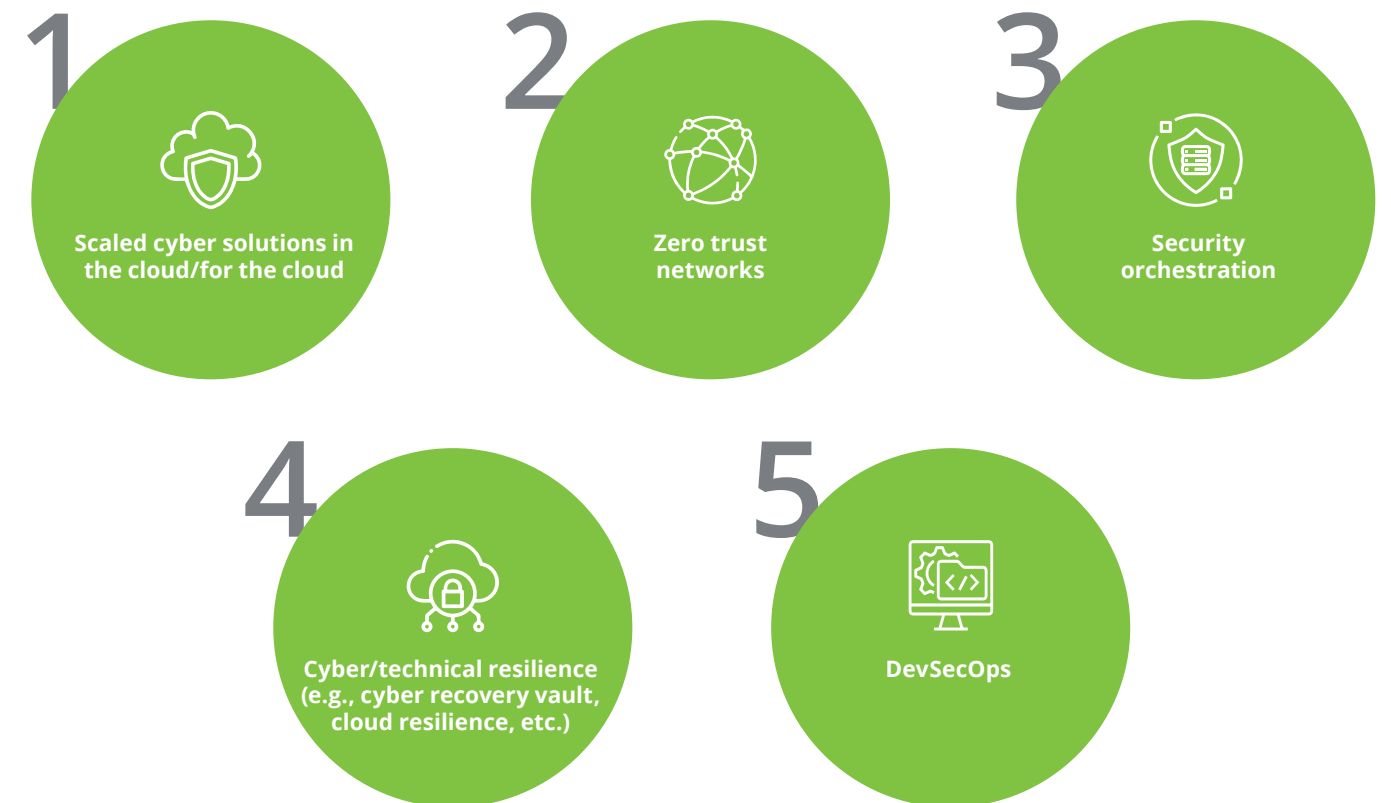 1
Scaled cyber solutions in
the cloud/for the cloud
2
Zero trust
networks
3
Security
orchestration
4
Cyber/technical resilience
(e.g., cyber recovery vault,
cloud resilience, etc.)
5
DevSecOps